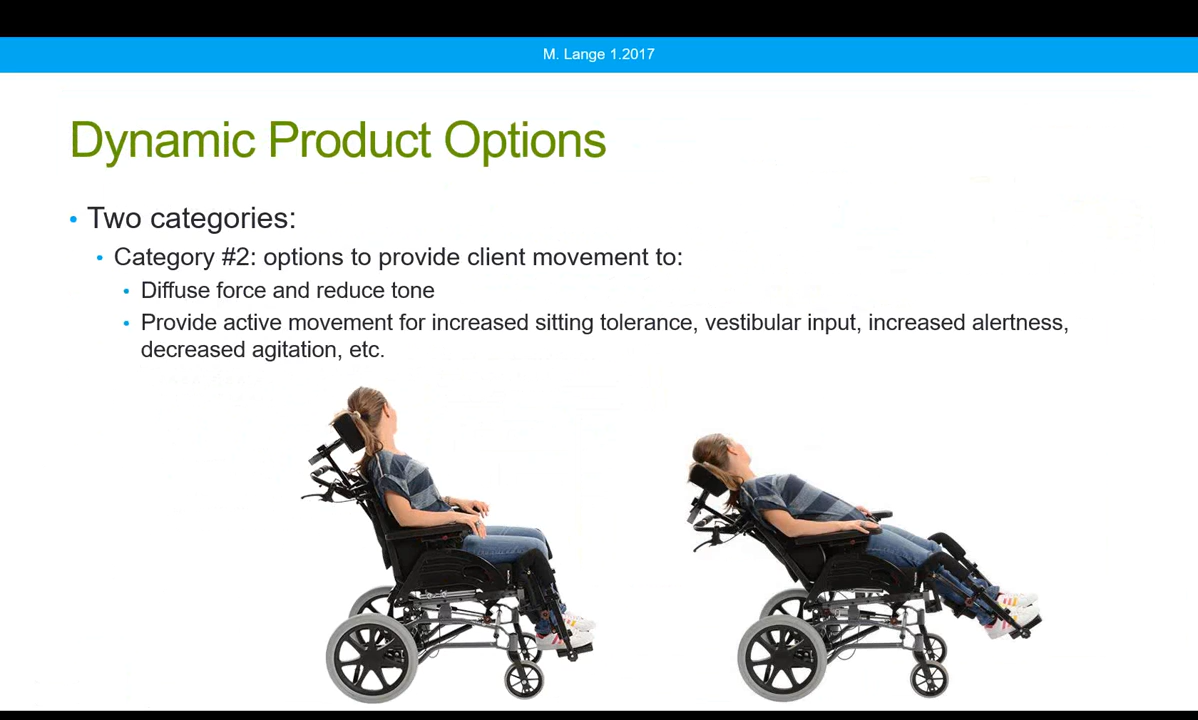 M. Lange 1.2017
Dynamic Product Options
• Two categories:
• Category #2: options to provide client movement to:
• Diffuse force and reduce tone
• Provide active movement for increased sitting tolerance, vestibular input, increased alertness,
decreased agitation, etc.